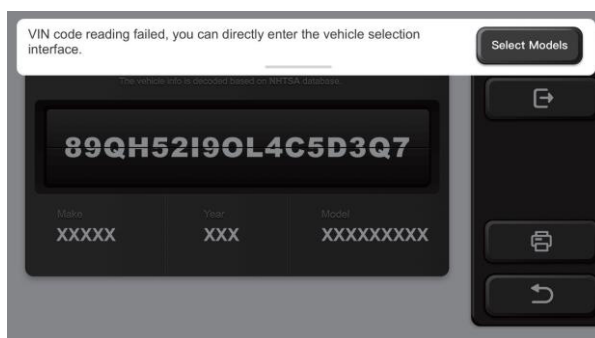 VIN code reading failed, you can directly enter the vehicle selection
interface.
Select Models
The vehicle info is decoded based on NHTSA database.
89QH52I9OL4C5D3Q7
Make
Year
Model
XXXXX
XXX
XXXXXXXXX